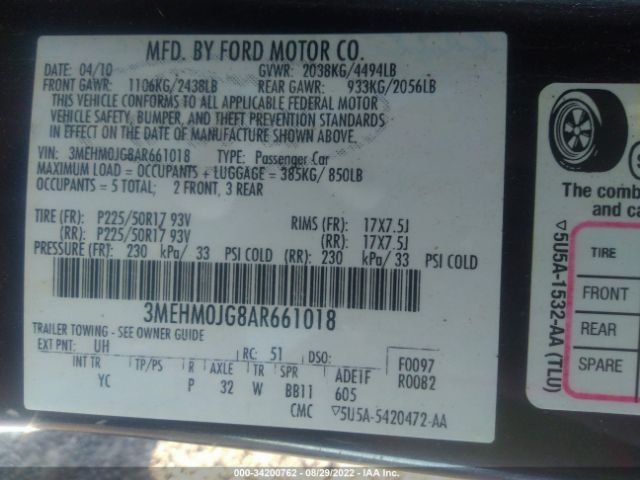 MFD. BY FORD MOTOR CO.
DATE: 04/10 GVWR: 2038KG/4494LB
FRONT GAWR: 1106KG/2438LB REAR GAWR: 933KG/2056LB
THIS VEHICLE CONFORMS TO ALL APPLICABLE FEDERAL MOTOR
VEHICLE SAFETY, BUMPER, AND THEFT PREVENTION STANDARDS
IN EFFECT ON THE DATE OF MANUFACTURE SHOWN ABOVE.
VIN: 3MEHM0JG8AR661018 TYPE: Passenger Car
MAXIMUM LOAD = OCCUPANTS + LUGGAGE = 385KG/ 850LB
OCCUPANTS = 5 TOTAL; 2 FRONT, 3 REAR
TIRE (FR): P225/50R17 93V RIMS (FR): 17X7.5J
(RR): P225/50R17 93V (RR): 17X7.5J
PRESSURE (FR): 230 kPa/ 33 PSI COLD (RR): 230 kPa/ 33 PSI COLD
3MEHM0JG8AR661018
TRAILER TOWING - SEE OWNER GUIDE
EXT PNT: UH RC: 51 DSO: F0097
INT TR TP/PS R AXLE TR SPR ADE1F R0082
YC P 32 W BB11 605
CMC ▽5U5A-5420472-AA
The comb
and ca
▽5U5A-1532-AA (TLU)
TIRE
FRONT
REAR
SPARE
000-34200762 - 08/29/2022 - IAA Inc.